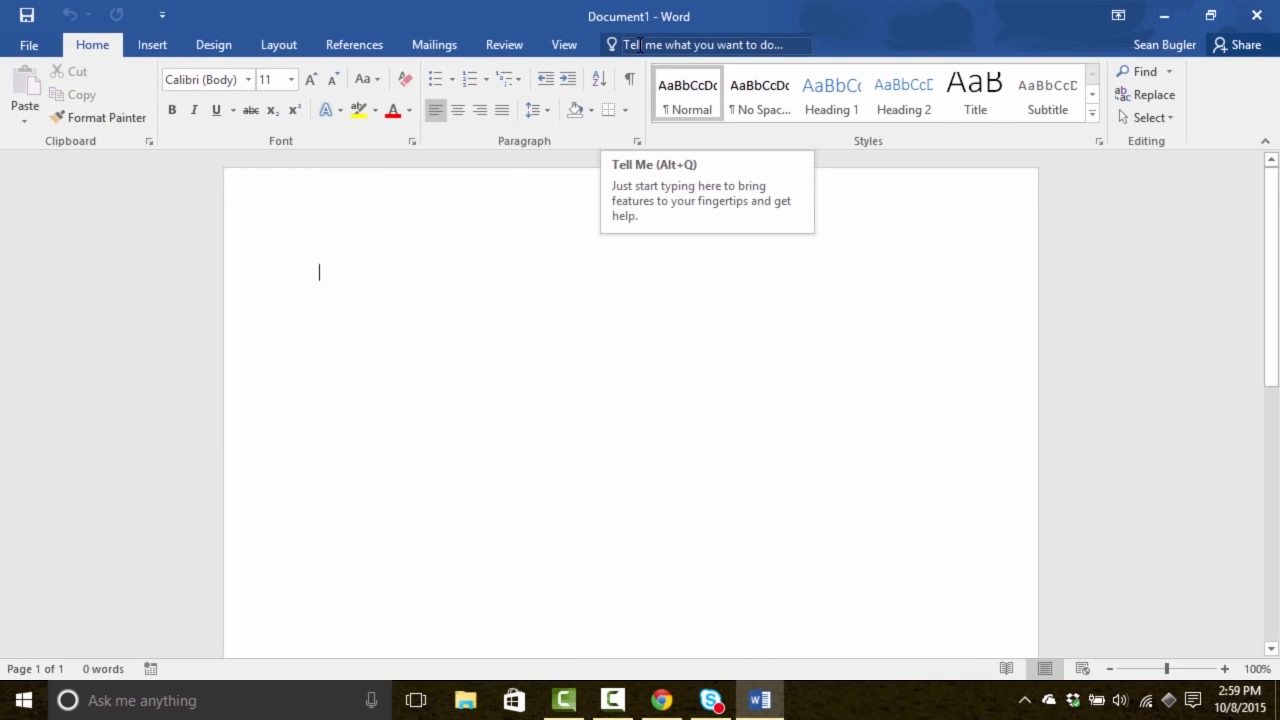 Document1 - Word
File Home Insert Design Layout References Mailings Review View Tell me what you want to do... Sean Bugler Share
Paste
Cut
Copy
Format Painter
Clipboard
Calibri (Body) 11 Aa
B I U abc X₂ X² A ab A
Font
Paragraph
AaBbCcDc AaBbCcDc AaBbCc AaBbCcD AaB AaBbCcD
¶ Normal ¶ No Spac... Heading 1 Heading 2 Title Subtitle
Styles
Find
Replace
Select
Editing
Tell Me (Alt+Q)
Just start typing here to bring
features to your fingertips and get
help.
Page 1 of 1 0 words 100%
Ask me anything
2:59 PM
10/8/2015